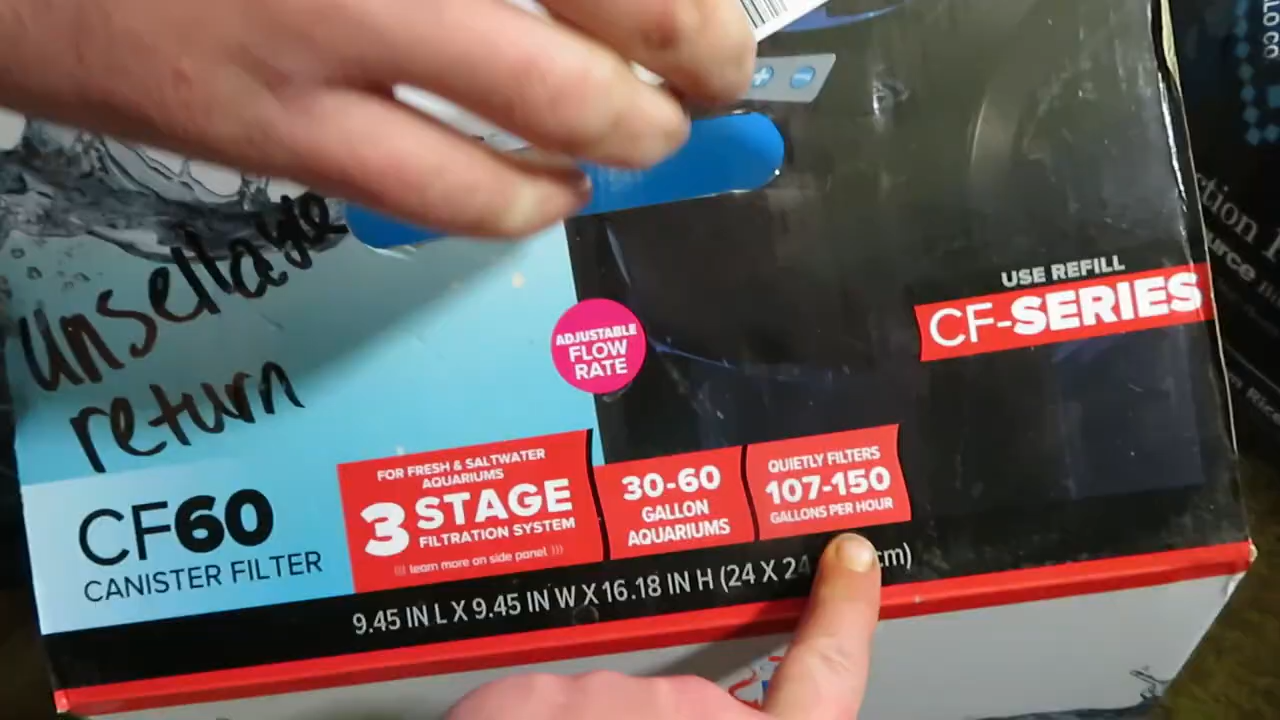 unsellable
return
ADJUSTABLE
FLOW
RATE
USE REFILL
CF-SERIES
CF60
CANISTER FILTER
FOR FRESH & SALTWATER
AQUARIUMS
3 STAGE
FILTRATION SYSTEM
learn more on side panel )))
30-60
GALLON
AQUARIUMS
QUIETLY FILTERS
107-150
GALLONS PER HOUR
9.45 IN L X 9.45 IN W X 16.18 IN H (24 X 24 cm)